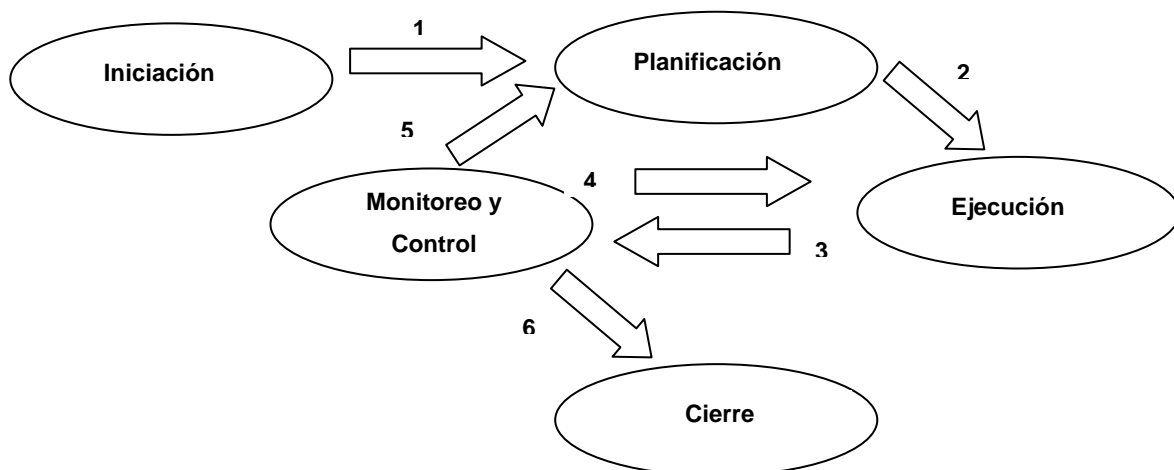 1
Iniciación
Planificación
2
5
4
Monitoreo y
Control
Ejecución
3
6
Cierre